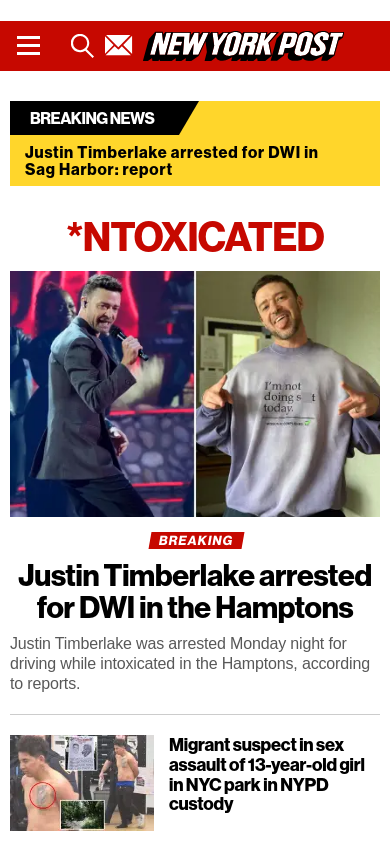 NEW YORK POST
BREAKING NEWS
Justin Timberlake arrested for DWI in
Sag Harbor: report
*NTOXICATED
I'm not
doing s t
today.
BREAKING
Justin Timberlake arrested
for DWI in the Hamptons
Justin Timberlake was arrested Monday night for
driving while intoxicated in the Hamptons, according
to reports.
Migrant suspect in sex
assault of 13-year-old girl
in NYC park in NYPD
custody